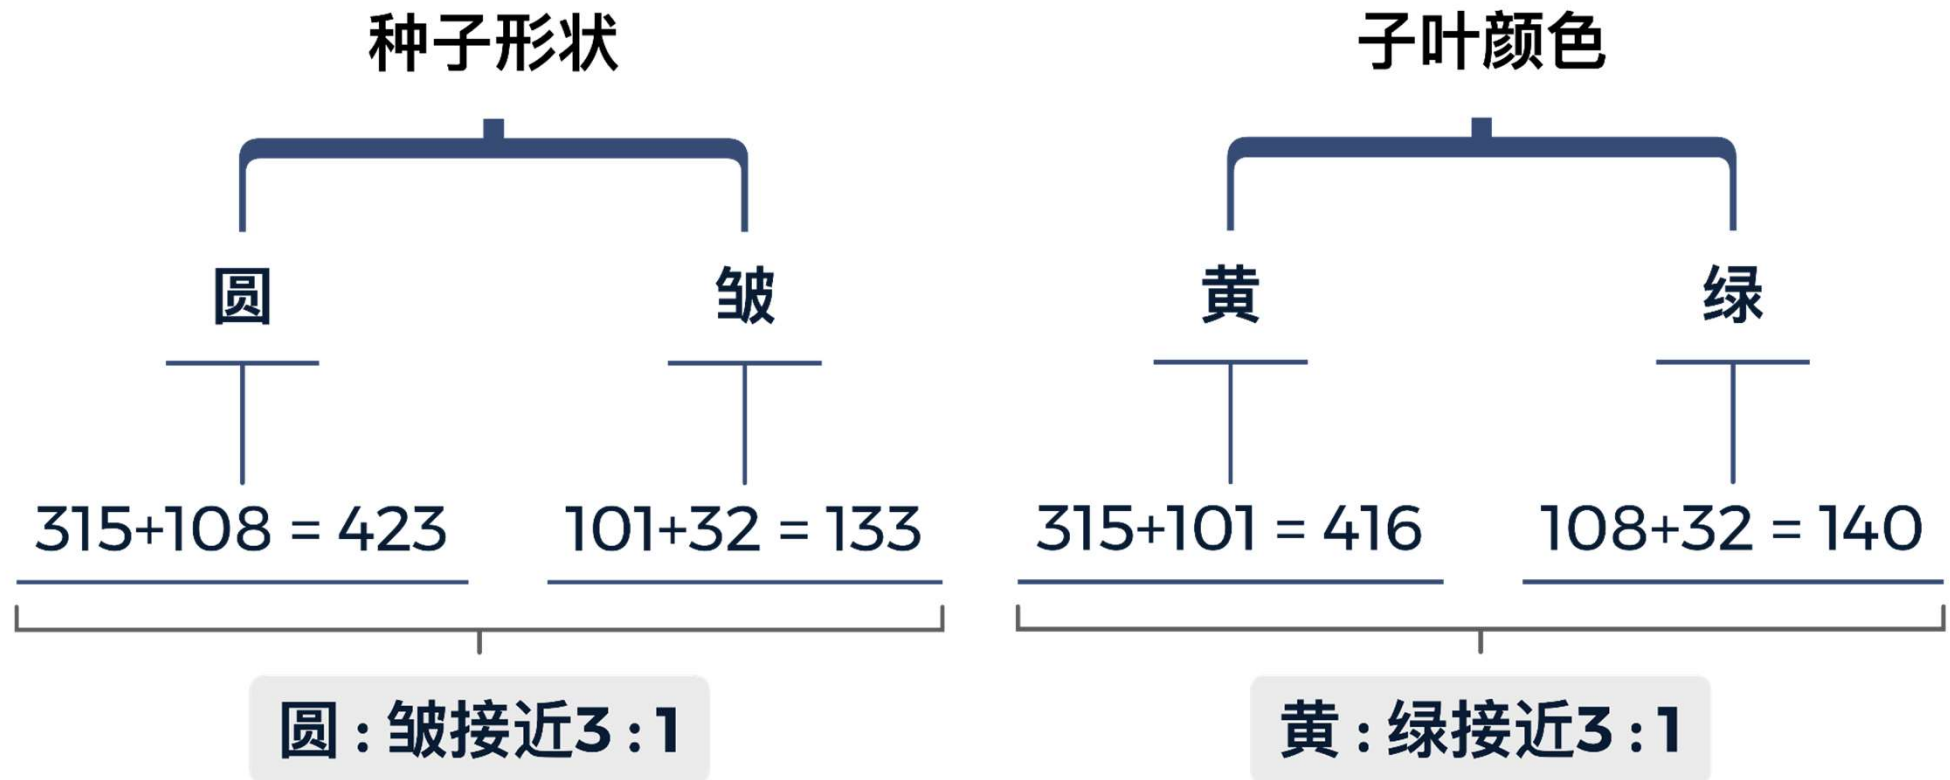 种子形状
圆
皱
315+108 = 423
101+32 = 133
圆 : 皱接近3 : 1
子叶颜色
黄
绿
315+101 = 416
108+32 = 140
黄 : 绿接近3 : 1